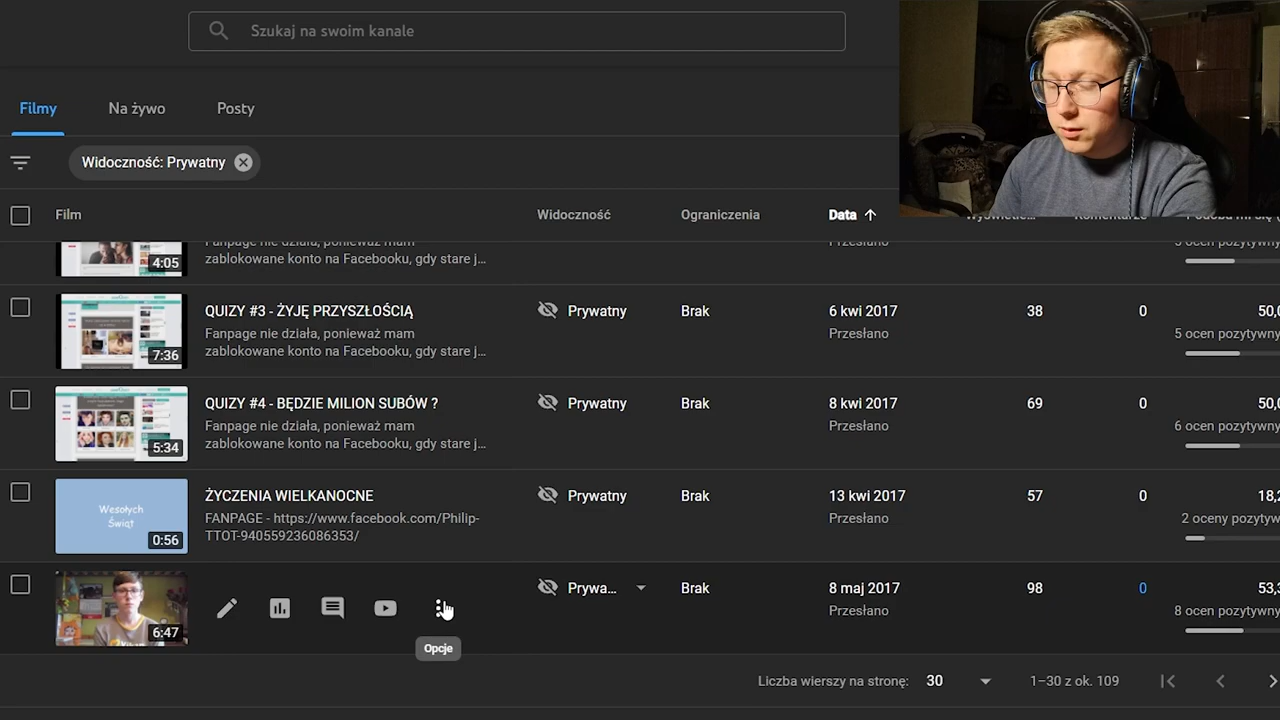 Szukaj na swoim kanale
Filmy
Na żywo
Posty
Widoczność: Prywatny
Film
Widoczność
Ograniczenia
Data
Fanpage nie działa, ponieważ mam
zablokowane konto na Facebooku, gdy stare j...
4:05
Przesłano
QUIZY #3 - ŻYJĘ PRZYSZŁOŚCIĄ
Fanpage nie działa, ponieważ mam
zablokowane konto na Facebooku, gdy stare j...
7:36
Prywatny
Brak
6 kwi 2017
Przesłano
38
0
50,0
5 ocen pozytywn
QUIZY #4 - BĘDZIE MILION SUBÓW ?
Fanpage nie działa, ponieważ mam
zablokowane konto na Facebooku, gdy stare j...
5:34
Prywatny
Brak
8 kwi 2017
Przesłano
69
0
50,0
6 ocen pozytywn
Wesołych
Świąt
0:56
ŻYCZENIA WIELKANOCNE
FANPAGE - https://www.facebook.com/Philip-
TTOT-940559236086353/
Prywatny
Brak
13 kwi 2017
Przesłano
57
0
18,2
2 oceny pozytyw
6:47
Prywa...
Brak
8 maj 2017
Przesłano
98
0
53,3
8 ocen pozytywn
Opcje
Liczba wierszy na stronę:
30
1–30 z ok. 109